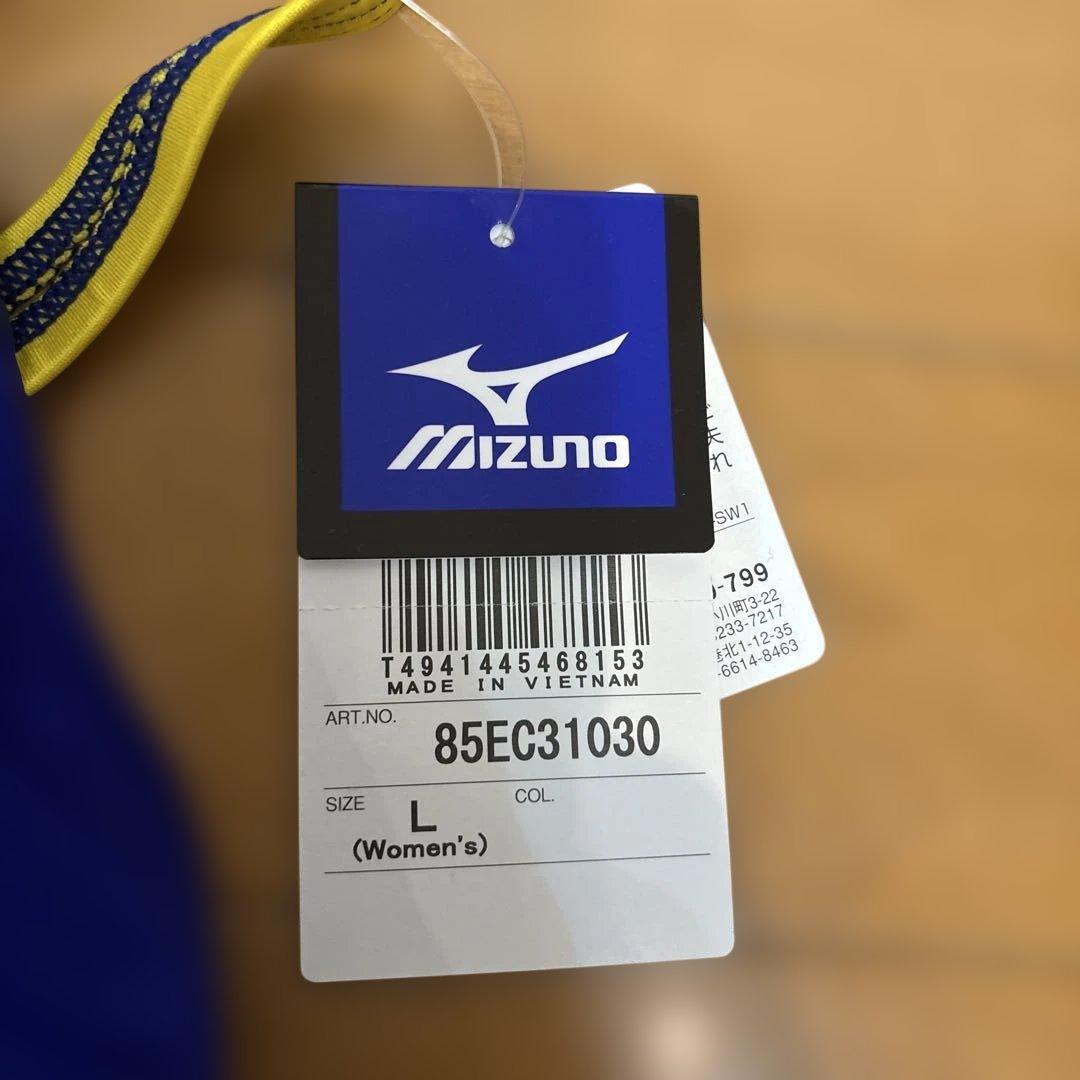 MIZUNO
T4941445468153
MADE IN VIETNAM
ART.NO.
85EC31030
SIZE
L
(Women's)
COL.
れ
-SW1
-799
川町3-22
233-7217
北1-12-35
-6614-8463